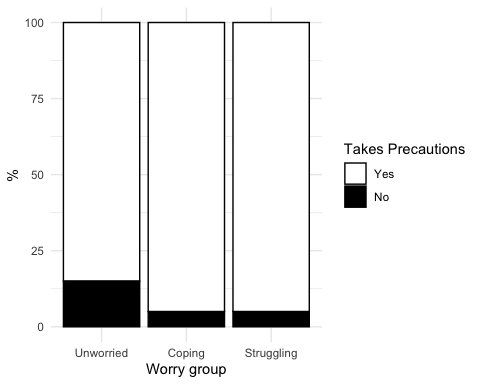 100
75
50
25
0
%
Unworried
Coping
Struggling
Worry group
Takes Precautions
Yes
No